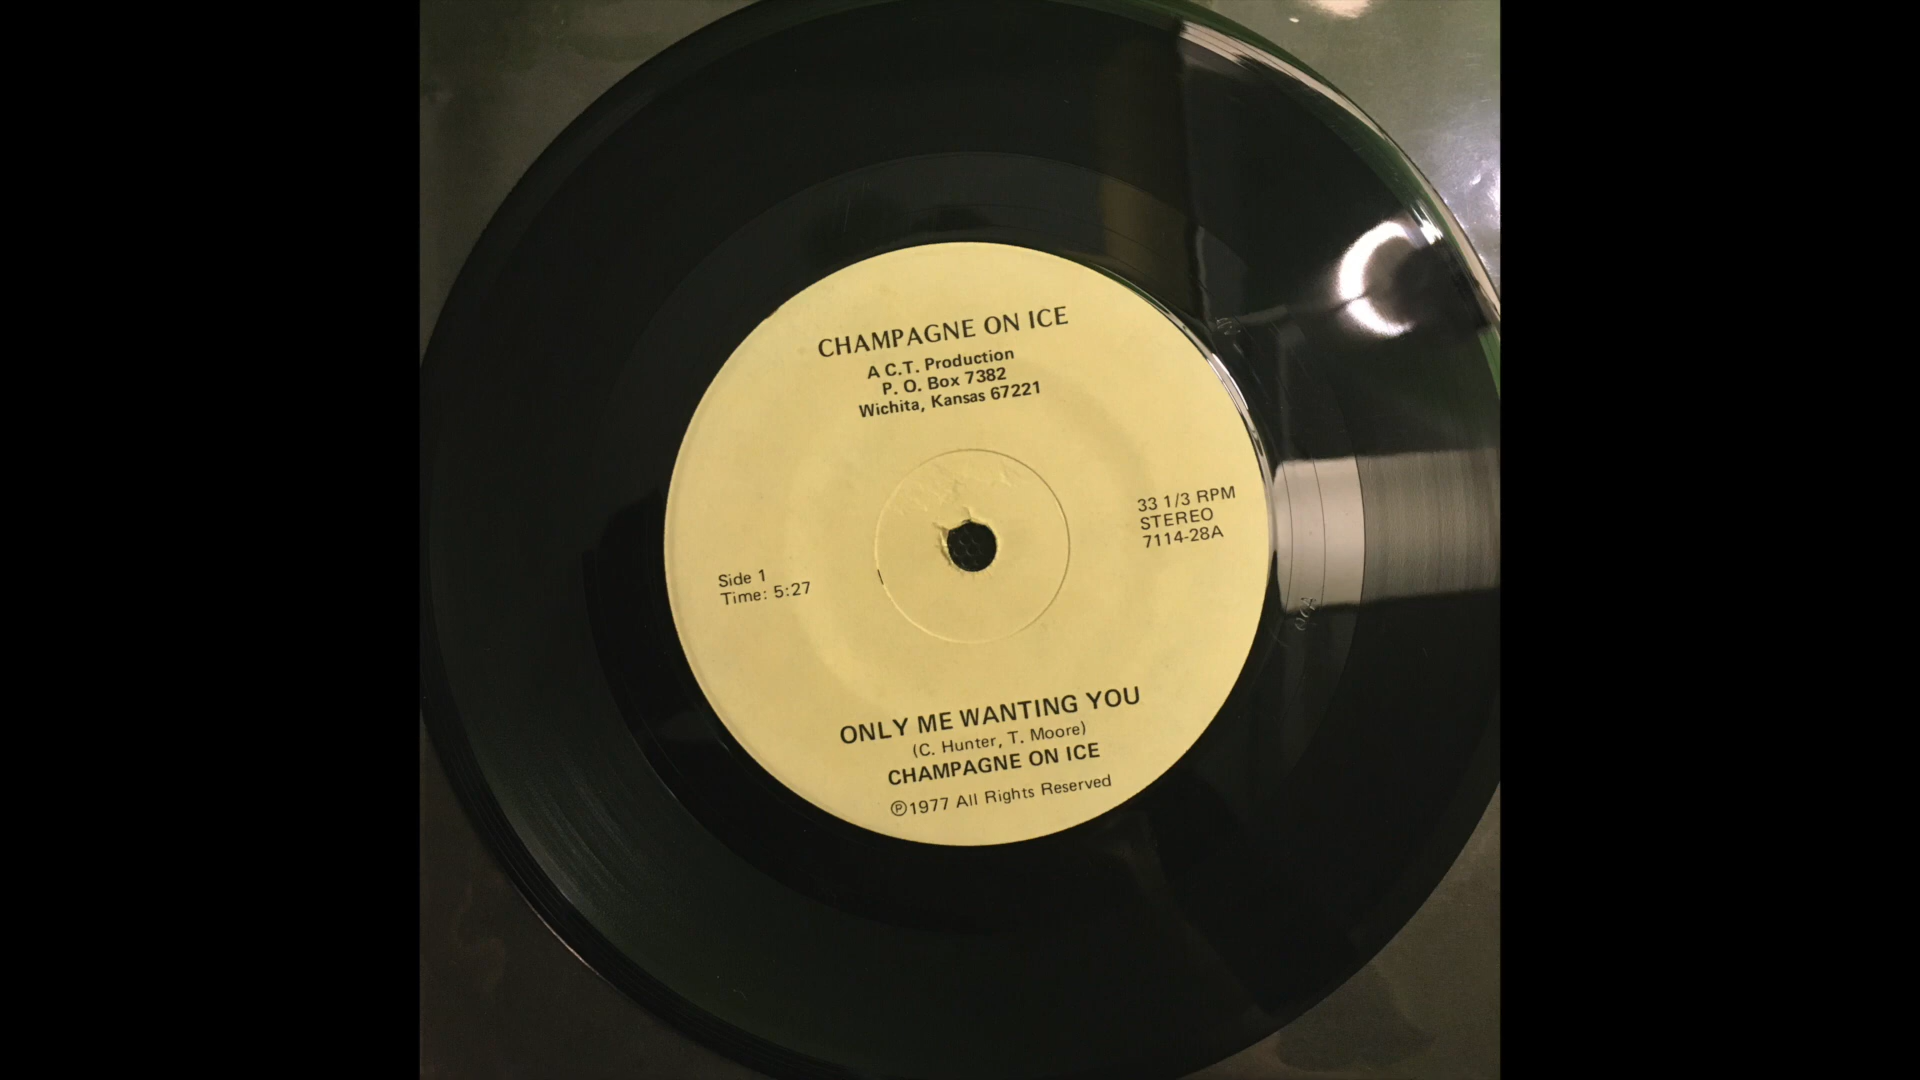 CHAMPAGNE ON ICE
A C.T. Production
P. O. Box 7382
Wichita, Kansas 67221
33 1/3 RPM
STEREO
7114-28A
Side 1
Time: 5:27
ONLY ME WANTING YOU
(C. Hunter, T. Moore)
CHAMPAGNE ON ICE
Ⓟ1977 All Rights Reserved